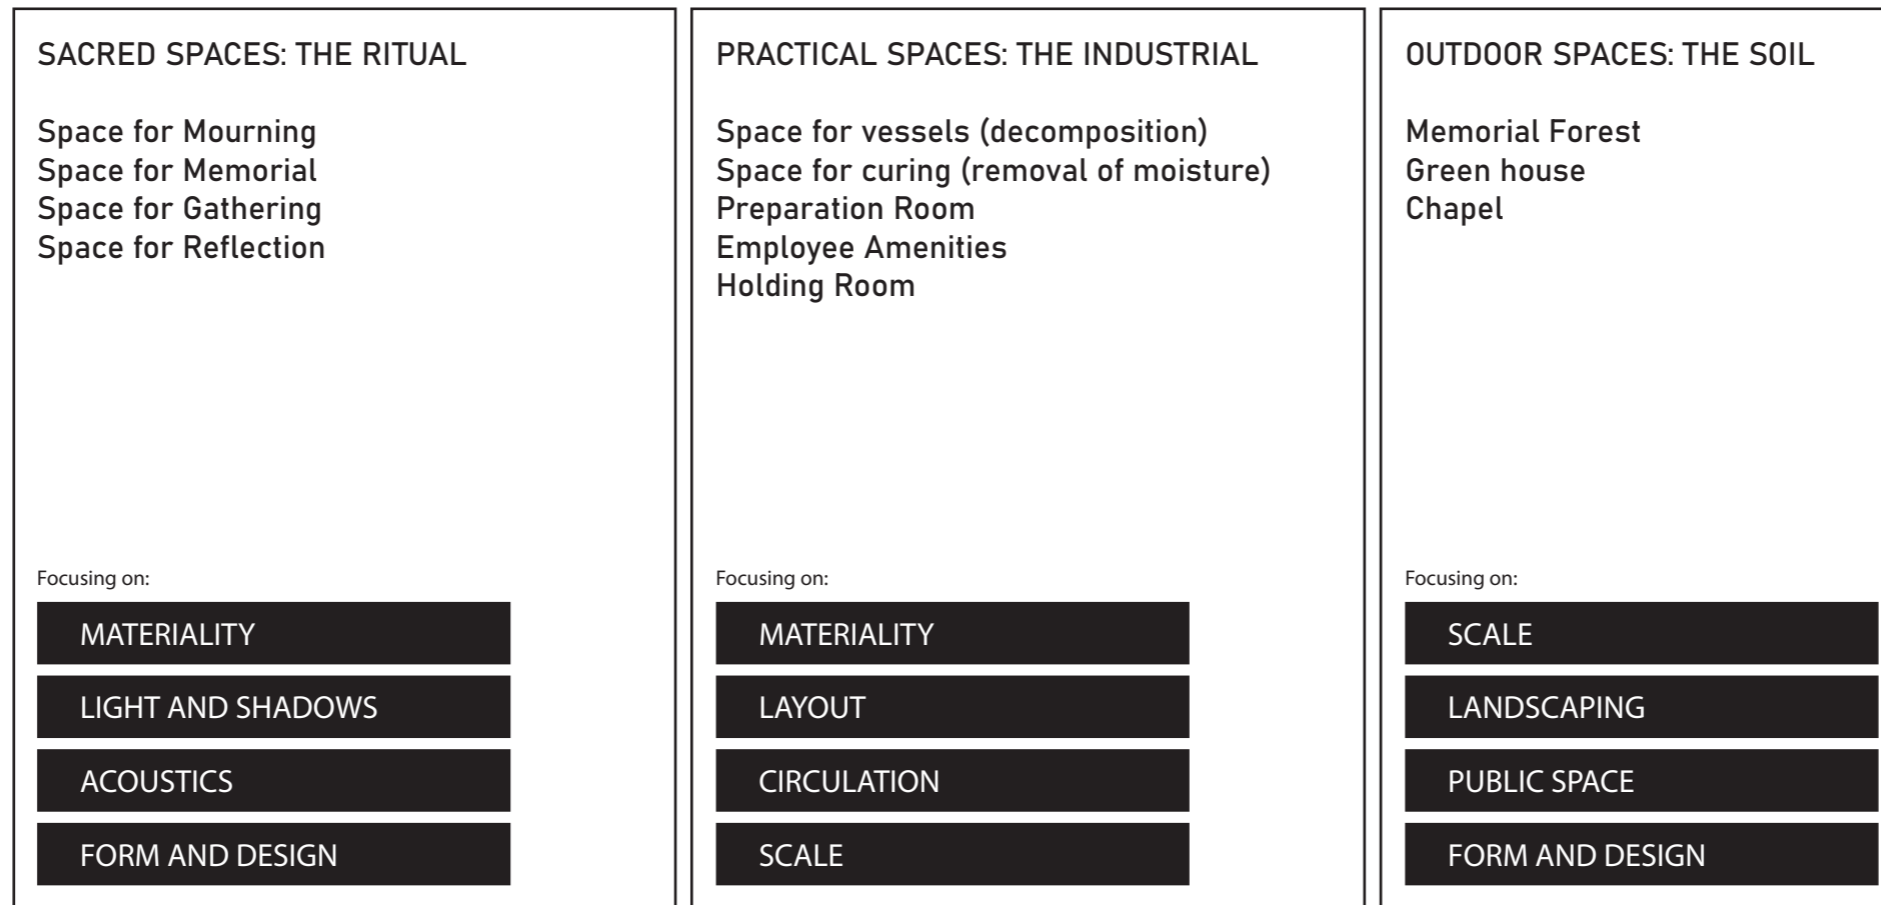 SACRED SPACES: THE RITUAL
Space for Mourning
Space for Memorial
Space for Gathering
Space for Reflection
Focusing on:
MATERIALITY
LIGHT AND SHADOWS
ACOUSTICS
FORM AND DESIGN
PRACTICAL SPACES: THE INDUSTRIAL
Space for vessels (decomposition)
Space for curing (removal of moisture)
Preparation Room
Employee Amenities
Holding Room
Focusing on:
MATERIALITY
LAYOUT
CIRCULATION
SCALE
OUTDOOR SPACES: THE SOIL
Memorial Forest
Green house
Chapel
Focusing on:
SCALE
LANDSCAPING
PUBLIC SPACE
FORM AND DESIGN